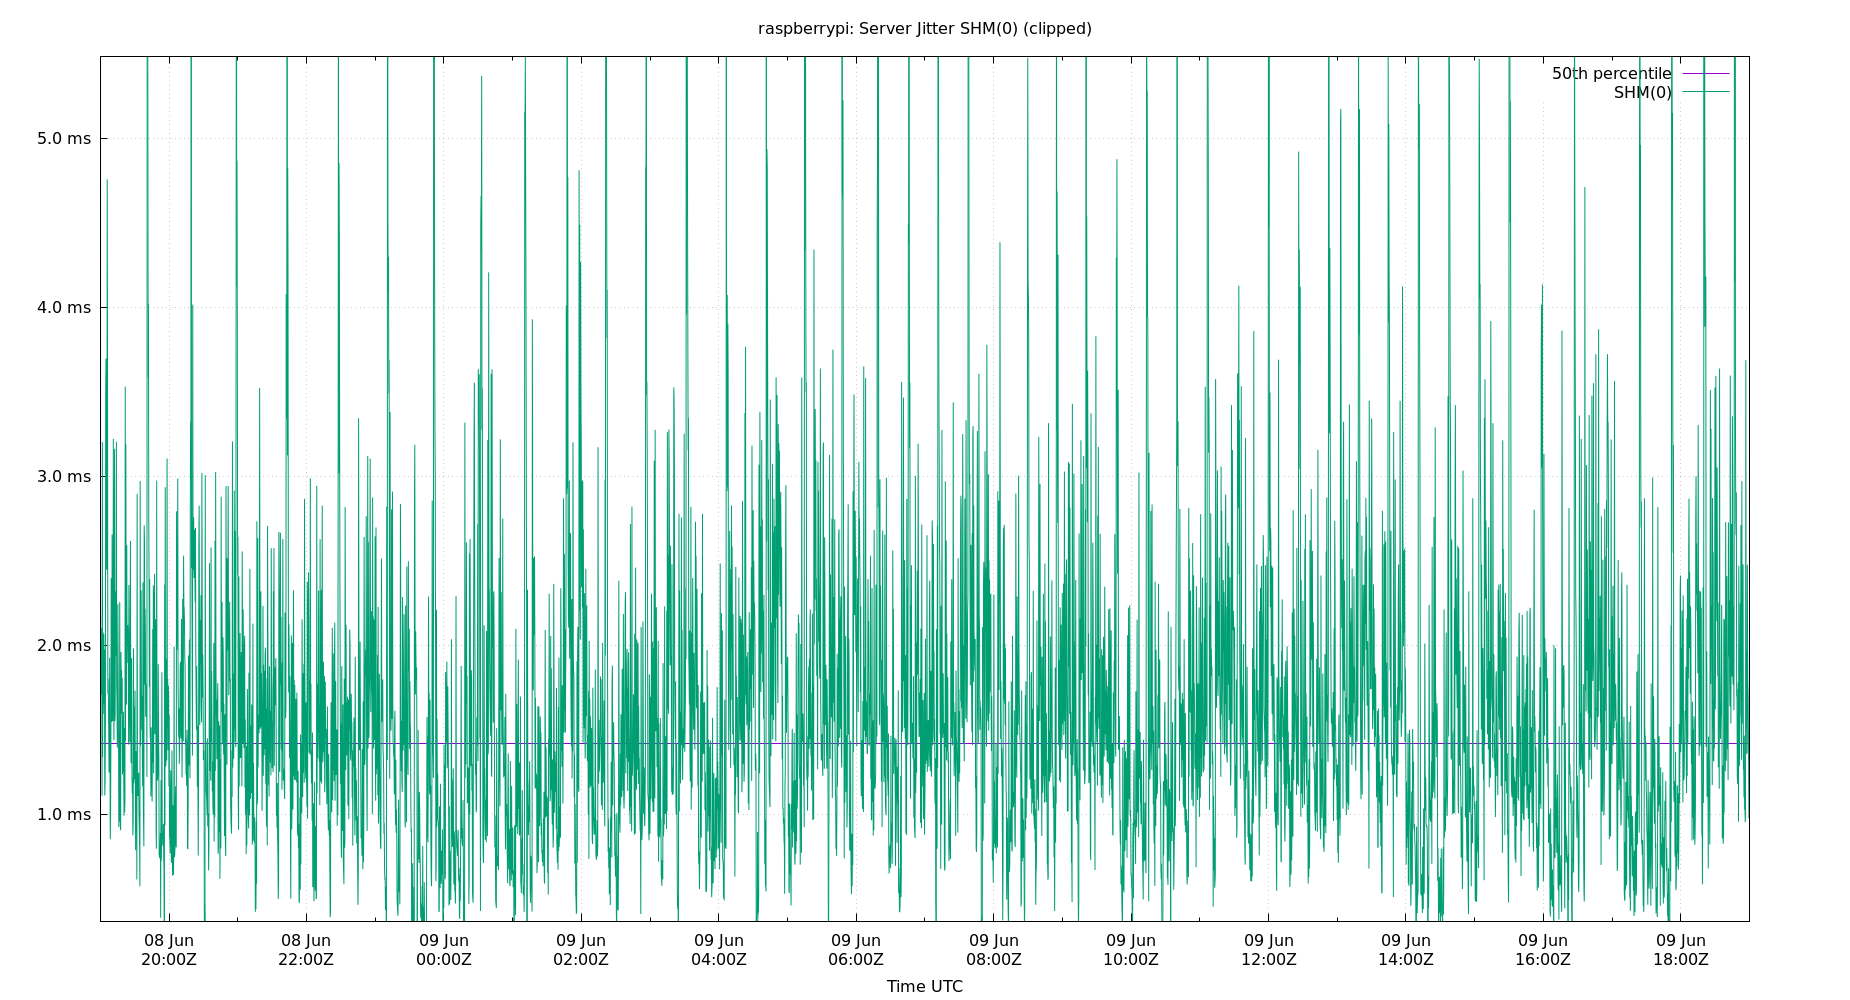 raspberrypi: Server Jitter SHM(0) (clipped)
50th percentile
SHM(0)
5.0 ms
4.0 ms
3.0 ms
2.0 ms
1.0 ms
08 Jun 08 Jun 09 Jun 09 Jun 09 Jun 09 Jun 09 Jun 09 Jun 09 Jun 09 Jun 09 Jun 09 Jun
20:00Z 22:00Z 00:00Z 02:00Z 04:00Z 06:00Z 08:00Z 10:00Z 12:00Z 14:00Z 16:00Z 18:00Z
Time UTC